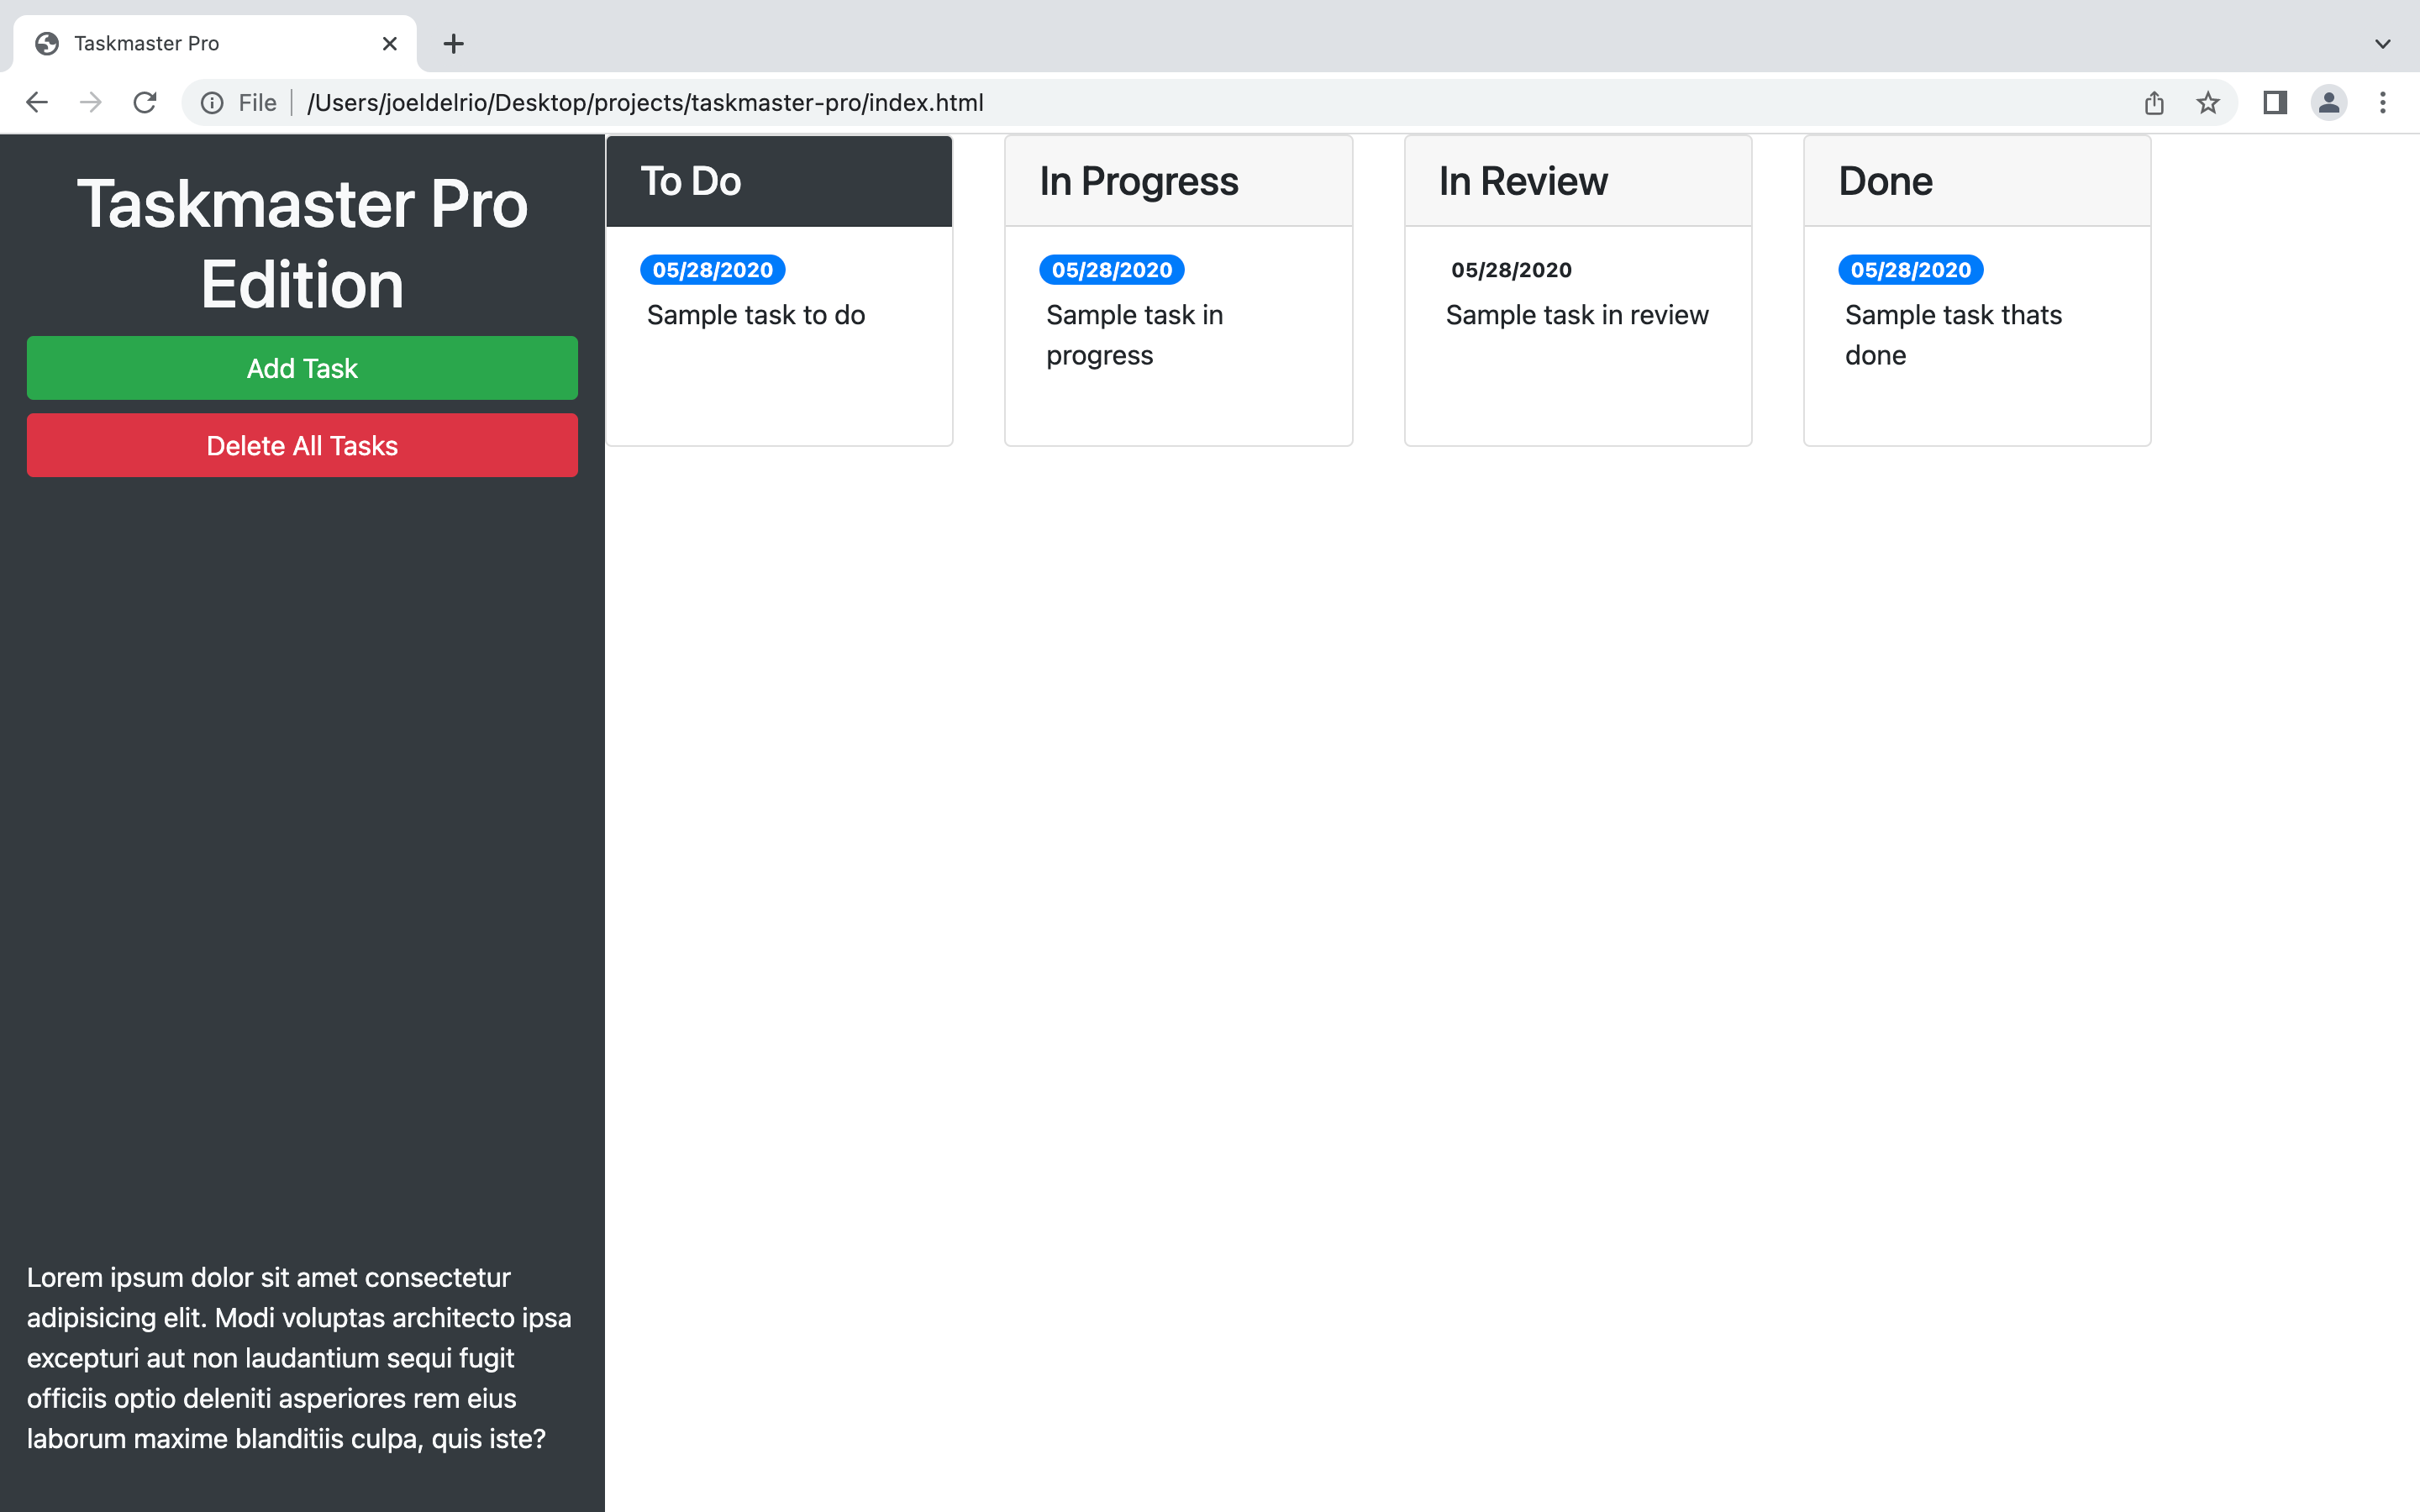 Taskmaster Pro
File
/Users/joeldelrio/Desktop/projects/taskmaster-pro/index.html
Taskmaster Pro
Edition
Add Task
Delete All Tasks
Lorem ipsum dolor sit amet consectetur
adipisicing elit. Modi voluptas architecto ipsa
excepturi aut non laudantium sequi fugit
officiis optio deleniti asperiores rem eius
laborum maxime blanditiis culpa, quis iste?
To Do
05/28/2020
Sample task to do
In Progress
05/28/2020
Sample task in
progress
In Review
05/28/2020
Sample task in review
Done
05/28/2020
Sample task thats
done